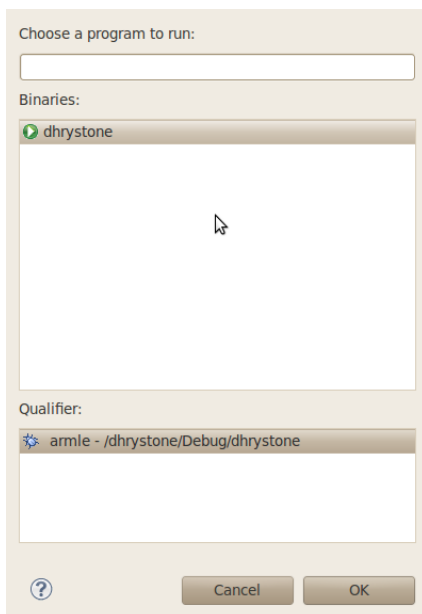 Choose a program to run:
Binaries:
dhrystone
Qualifier:
armle - /dhrystone/Debug/dhrystone
?
Cancel OK